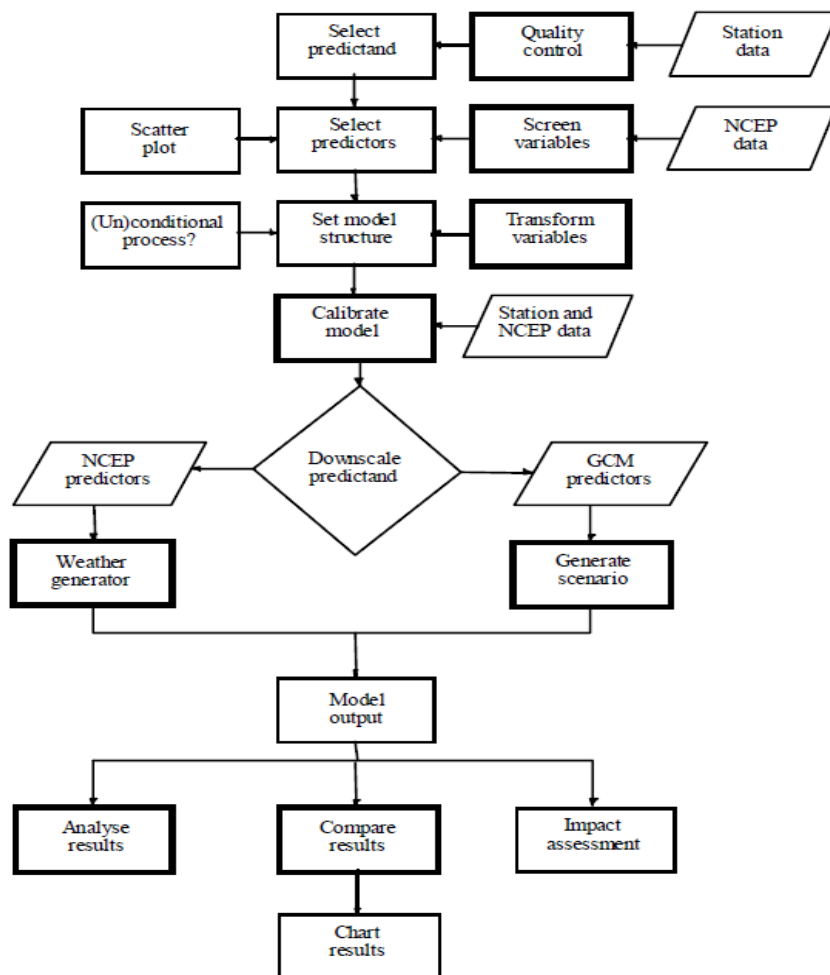 Select
predictand
Quality
control
Station
data
Scatter
plot
Select
predictors
Screen
variables
NCEP
data
(Un)conditional
process?
Set model
structure
Transform
variables
Calibrate
model
Station and
NCEP data
NCEP
predictors
Downscale
predictand
GCM
predictors
Weather
generator
Generate
scenario
Model
output
Analyse
results
Compare
results
Impact
assessment
Chart
results